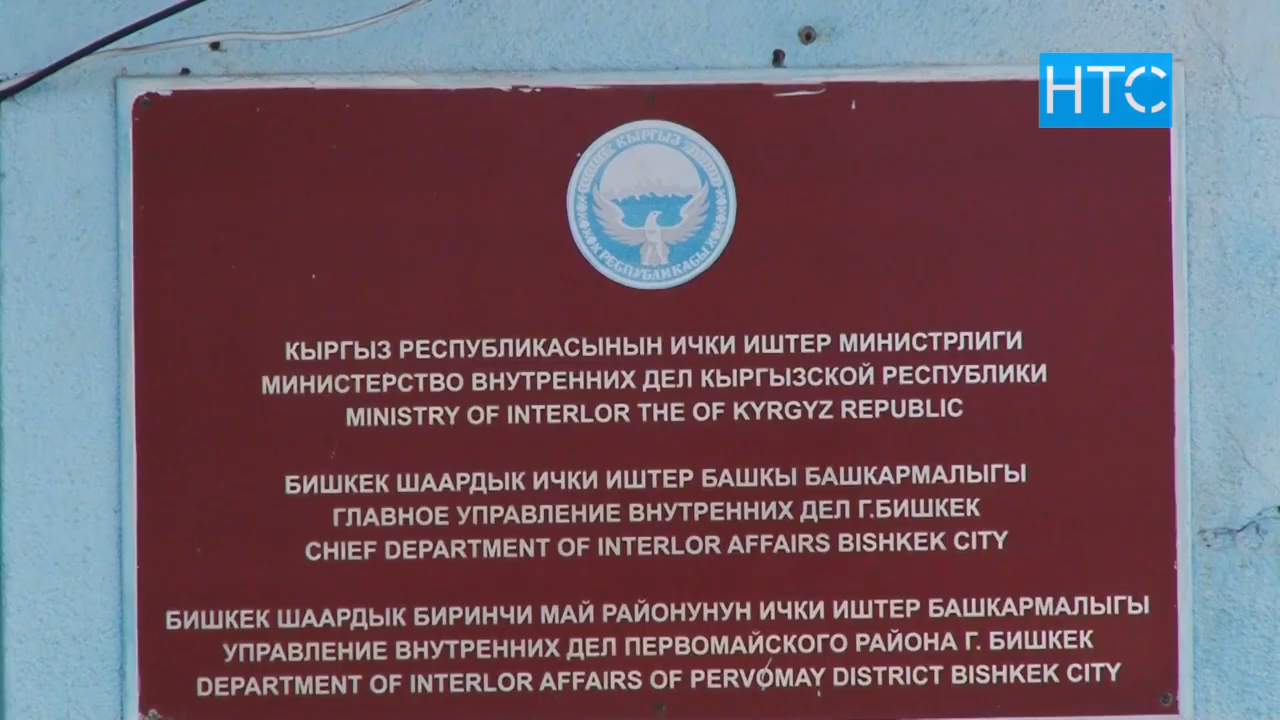 НТС
КЫРГ�ЫЗ
РЕСПУБЛИКАСЫ
КЫРГЫЗ РЕСПУБЛИКАСЫНЫН ИЧКИ ИШТЕР МИНИСТРЛИГИ
МИНИСТЕРСТВО ВНУТРЕННИХ ДЕЛ КЫРГЫЗСКОЙ РЕСПУБЛИКИ
MINISTRY OF INTERLOR THE OF KYRGYZ REPUBLIC
БИШКЕК ШААРДЫК ИЧКИ ИШТЕР БАШКЫ БАШКАРМАЛЫГЫ
ГЛАВНОЕ УПРАВЛЕНИЕ ВНУТРЕННИХ ДЕЛ Г.БИШКЕК
CHIEF DEPARTMENT OF INTERLOR AFFAIRS BISHKEK CITY
БИШКЕК ШААРДЫК БИРИНЧИ МАЙ РАЙОНУНУН ИЧКИ ИШТЕР БАШКАРМАЛЫГЫ
УПРАВЛЕНИЕ ВНУТРЕННИХ ДЕЛ ПЕРВОМАЙСКОГО РАЙОНА Г. БИШКЕК
DEPARTMENT OF INTERLOR AFFAIRS OF PERVOMAY DISTRICT BISHKEK CITY